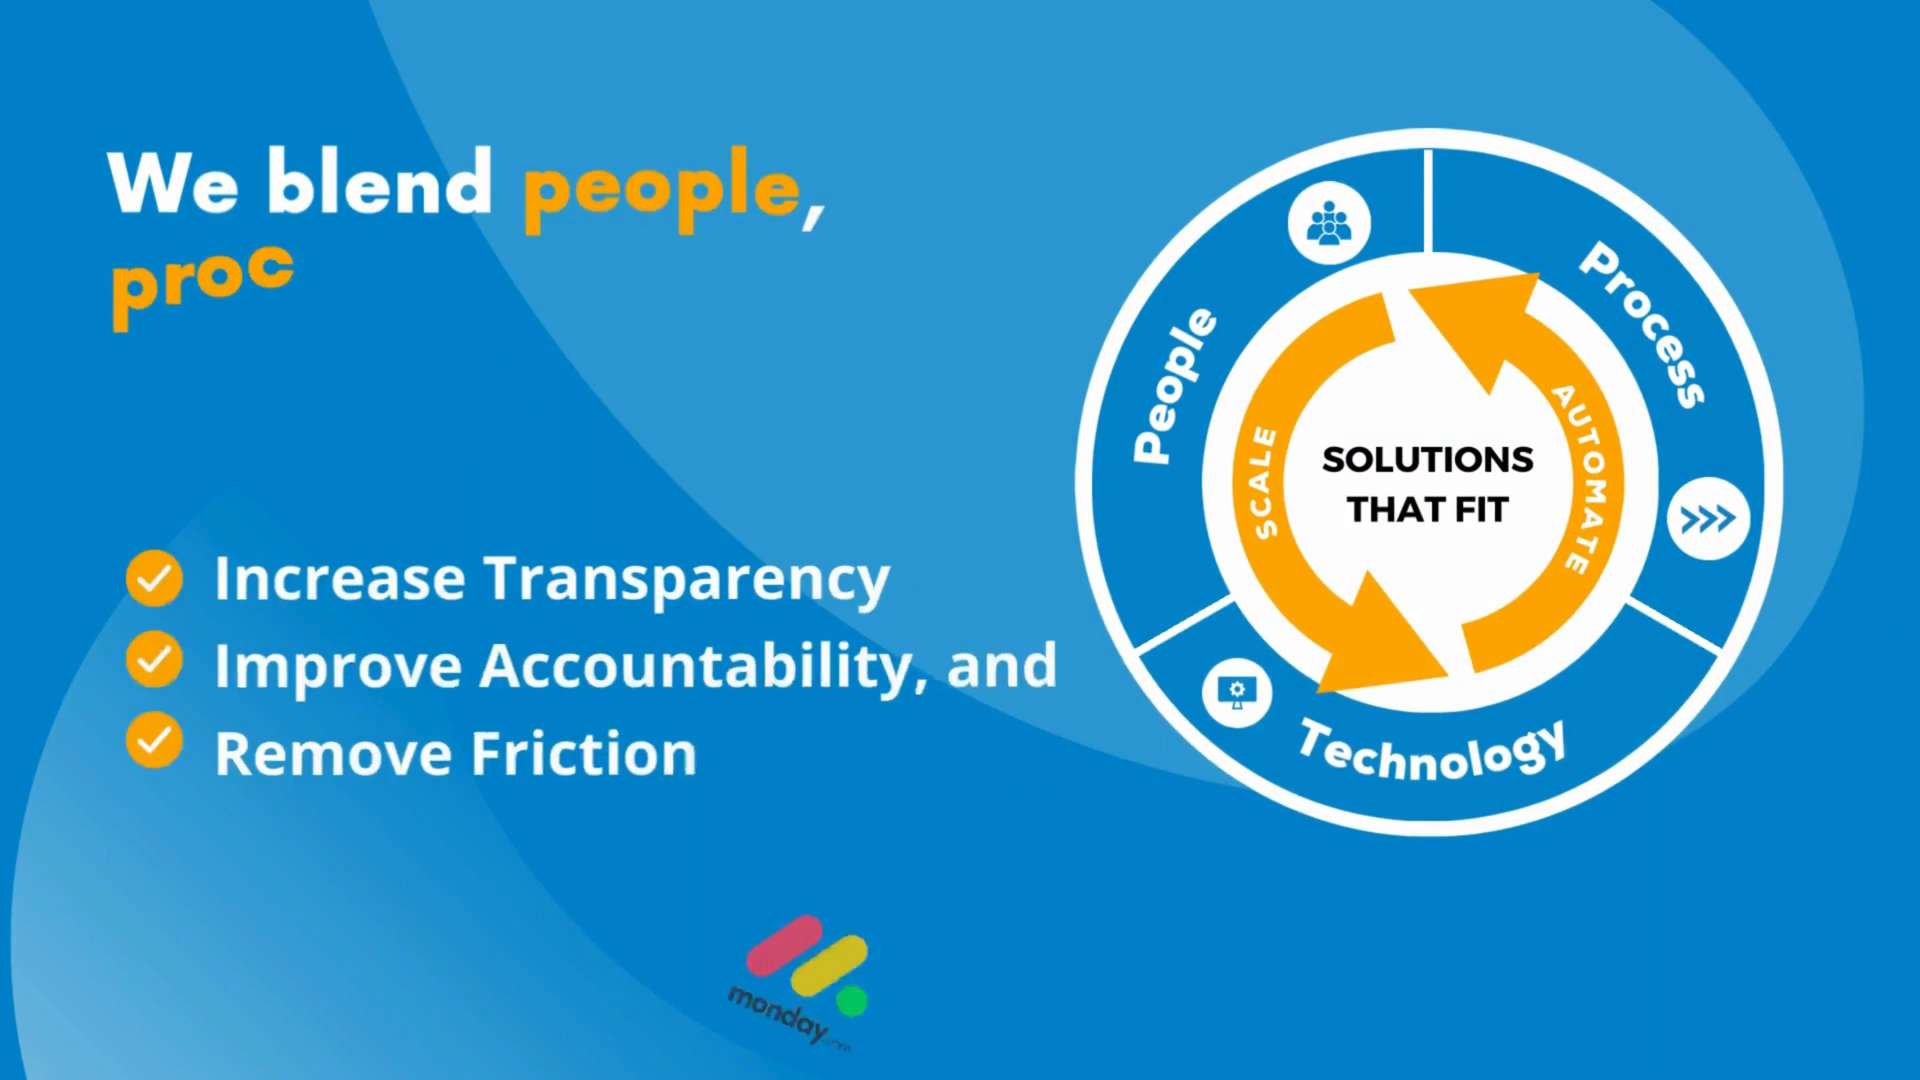 We blend people,
proc
Increase Transparency
Improve Accountability, and
Remove Friction
People
Process
Technology
SCALE
AUTOMATE
SOLUTIONS
THAT FIT
monday.com